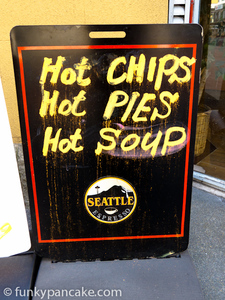 Hot CHIPS
Hot PIES
Hot SOUP
SEATTLE
ESPRESSO
© funkypancake.com